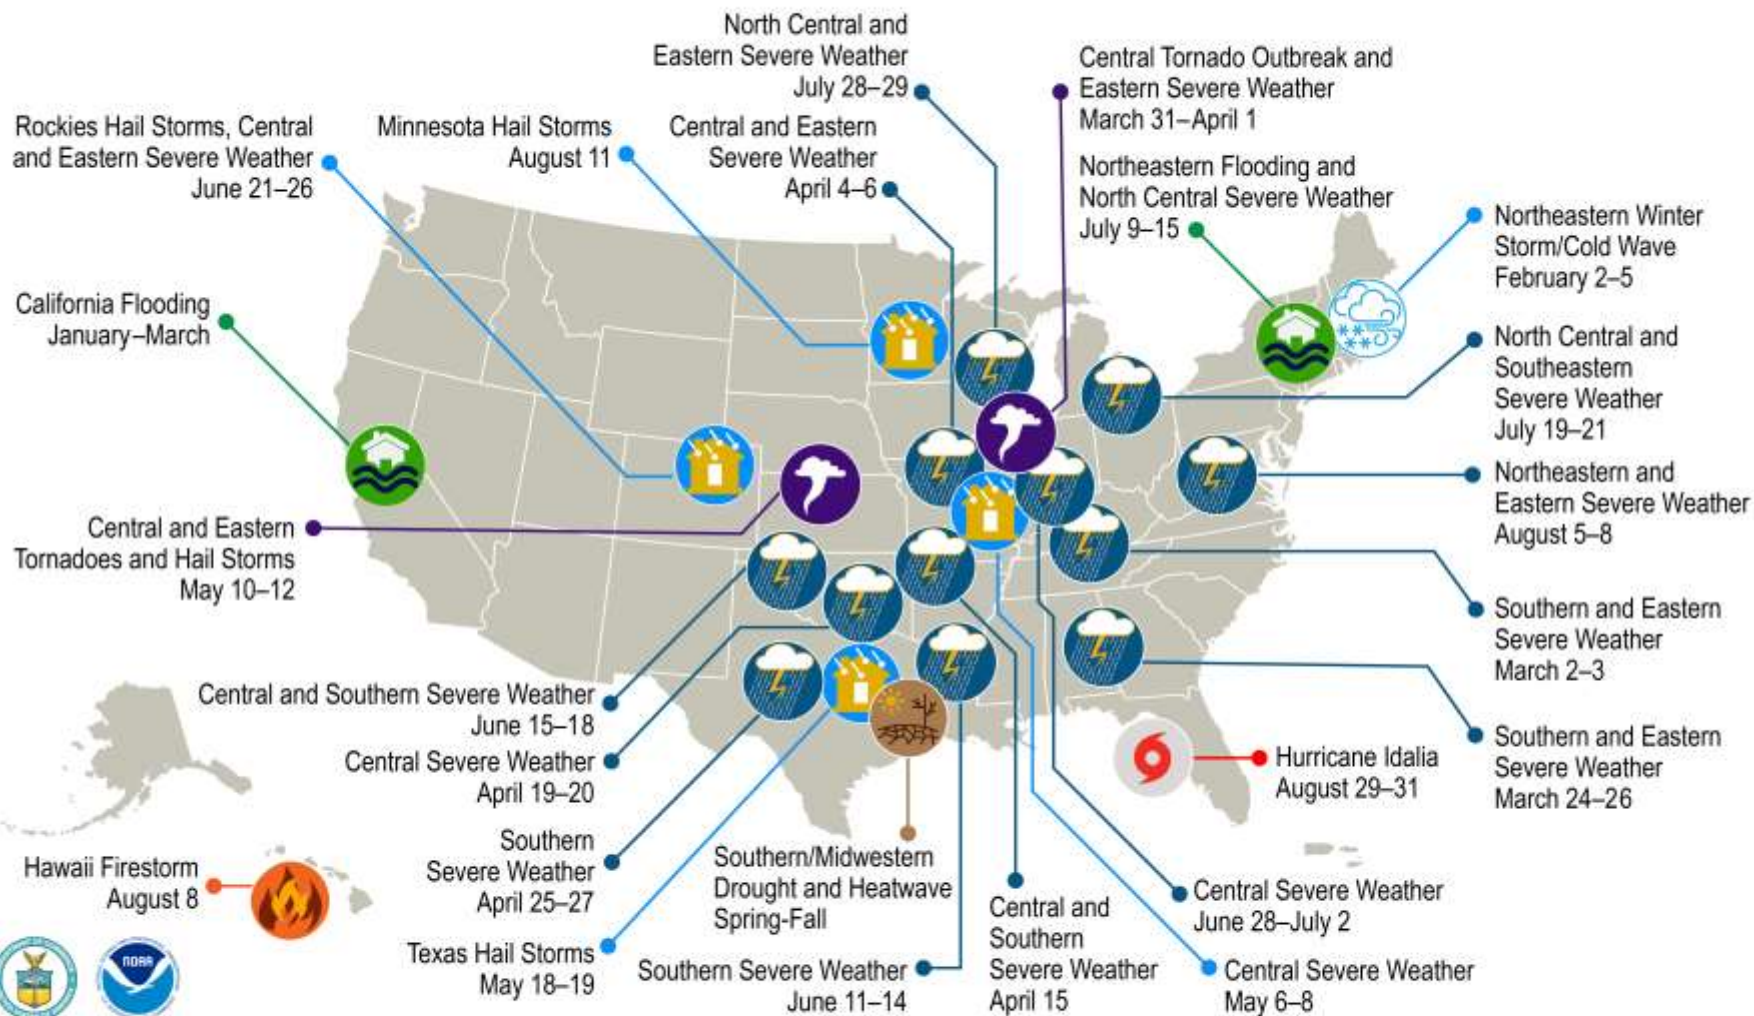 North Central and
Eastern Severe Weather
July 28–29
Central Tornado Outbreak and
Eastern Severe Weather
March 31–April 1
Rockies Hail Storms, Central
and Eastern Severe Weather
June 21–26
Minnesota Hail Storms
August 11
Central and Eastern
Severe Weather
April 4–6
Northeastern Flooding and
North Central Severe Weather
July 9–15
Northeastern Winter
Storm/Cold Wave
February 2–5
California Flooding
January–March
North Central and
Southeastern
Severe Weather
July 19–21
Northeastern and
Eastern Severe Weather
August 5–8
Central and Eastern
Tornadoes and Hail Storms
May 10–12
Southern and Eastern
Severe Weather
March 2–3
Central and Southern Severe Weather
June 15–18
Southern and Eastern
Severe Weather
March 24–26
Central Severe Weather
April 19–20
Hurricane Idalia
August 29–31
Southern
Severe Weather
April 25–27
Hawaii Firestorm
August 8
Southern/Midwestern
Drought and Heatwave
Spring-Fall
Central and
Southern
Severe Weather
April 15
Central Severe Weather
June 28–July 2
Texas Hail Storms
May 18–19
Southern Severe Weather
June 11–14
Central Severe Weather
May 6–8
NOAA